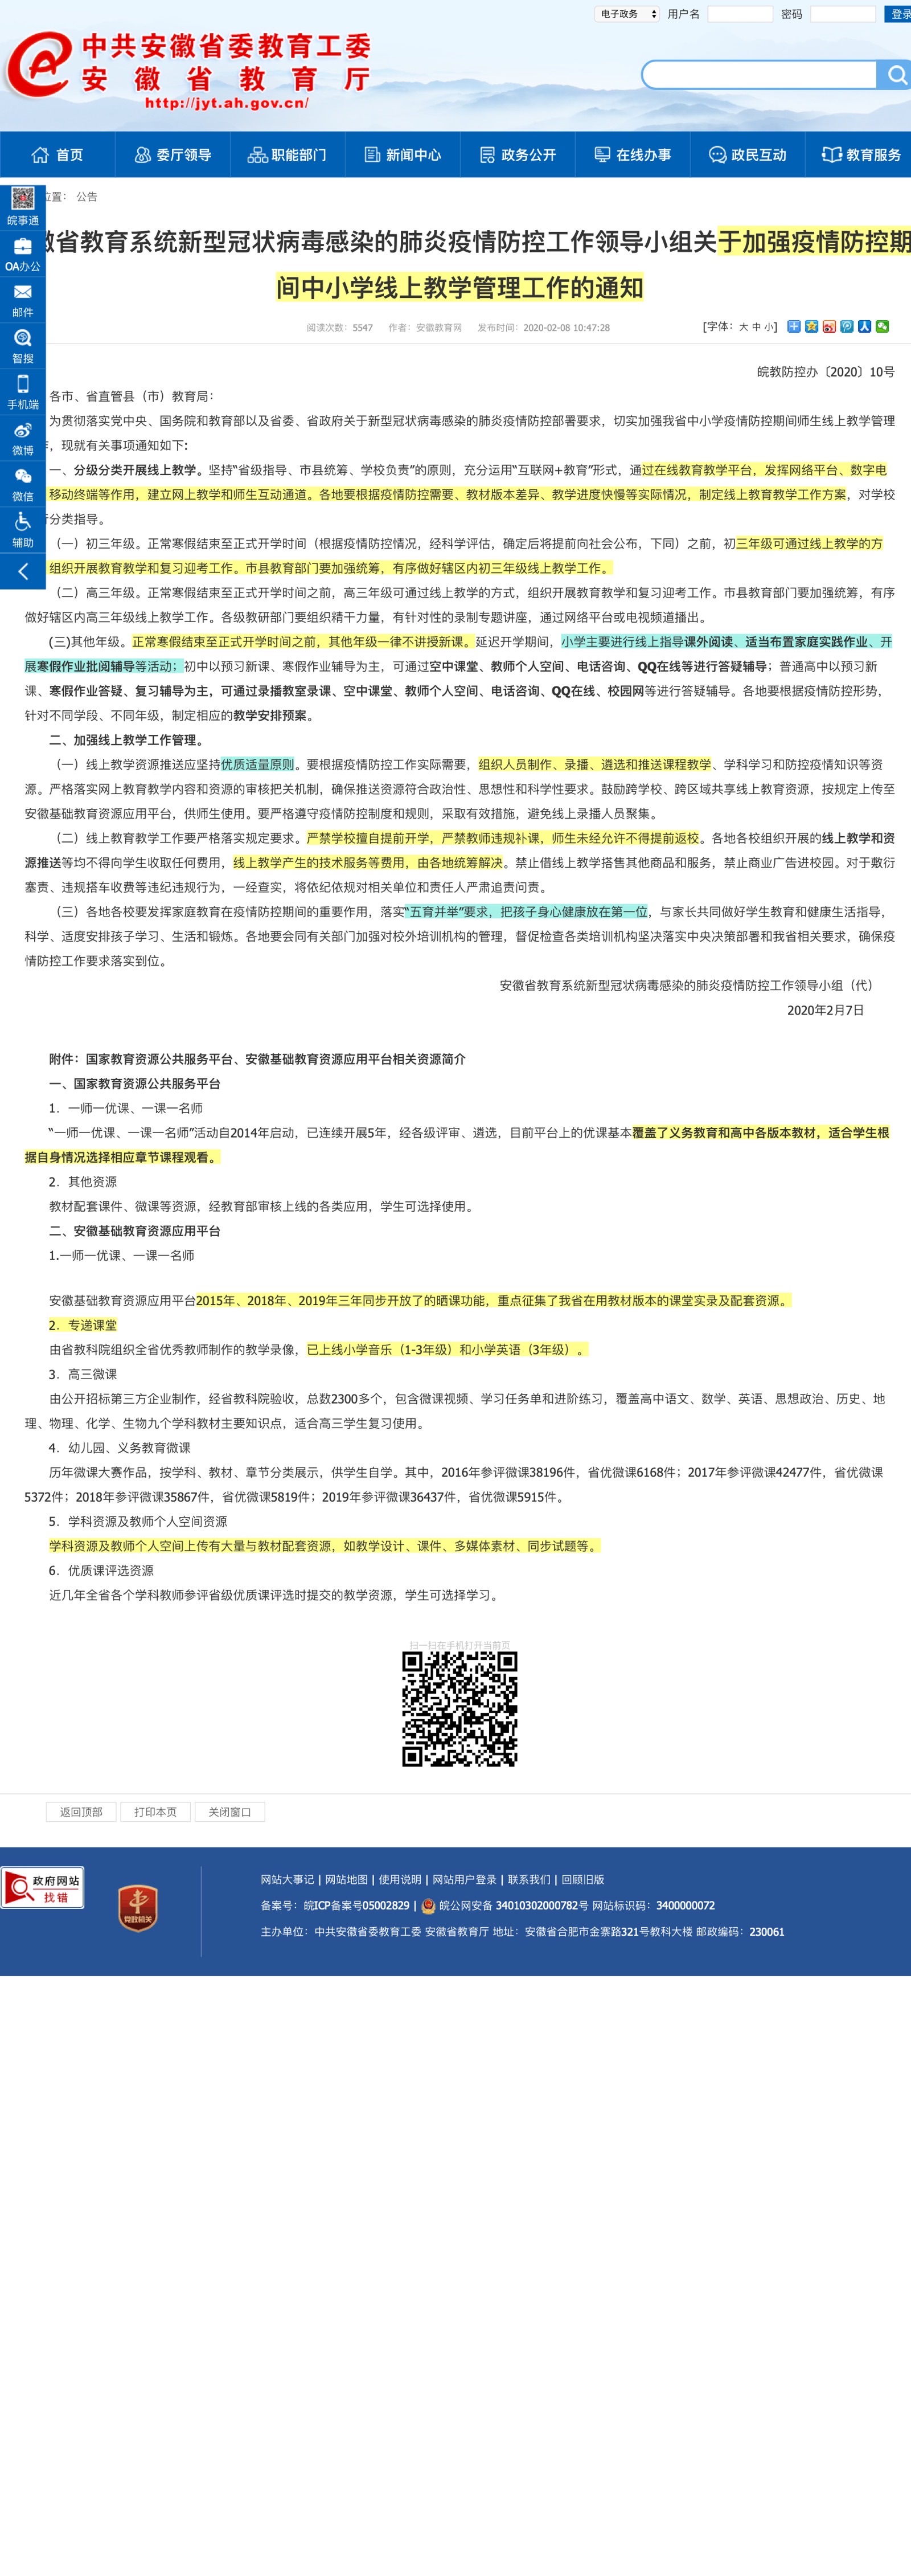 电子政务 用户名 密码 登录
中共安徽省委教育工委
安徽省教育厅
http://jyt.ah.gov.cn/
首页 委厅领导 职能部门 新闻中心 政务公开 在线办事 政民互动 教育服务
位置： 公告
皖事通
OA办公
邮件
智搜
手机端
微博
微信
辅助
徽省教育系统新型冠状病毒感染的肺炎疫情防控工作领导小组关于加强疫情防控期
间中小学线上教学管理工作的通知
阅读次数：5547 作者：安徽教育网 发布时间：2020-02-08 10:47:28 [字体：大 中 小]
皖教防控办〔2020〕10号
各市、省直管县（市）教育局：
为贯彻落实党中央、国务院和教育部以及省委、省政府关于新型冠状病毒感染的肺炎疫情防控部署要求，切实加强我省中小学疫情防控期间师生线上教学管理
，现就有关事项通知如下：
一、分级分类开展线上教学。坚持“省级指导、市县统筹、学校负责”的原则，充分运用“互联网+教育”形式，通过在线教育教学平台，发挥网络平台、数字电
移动终端等作用，建立网上教学和师生互动通道。各地要根据疫情防控需要、教材版本差异、教学进度快慢等实际情况，制定线上教育教学工作方案，对学校
分类指导。
（一）初三年级。正常寒假结束至正式开学时间（根据疫情防控情况，经科学评估，确定后将提前向社会公布，下同）之前，初三年级可通过线上教学的方
组织开展教育教学和复习迎考工作。市县教育部门要加强统筹，有序做好辖区内初三年级线上教学工作。
（二）高三年级。正常寒假结束至正式开学时间之前，高三年级可通过线上教学的方式，组织开展教育教学和复习迎考工作。市县教育部门要加强统筹，有序
做好辖区内高三年级线上教学工作。各级教研部门要组织精干力量，有针对性的录制专题讲座，通过网络平台或电视频道播出。
(三)其他年级。正常寒假结束至正式开学时间之前，其他年级一律不讲授新课。延迟开学期间，小学主要进行线上指导课外阅读、适当布置家庭实践作业、开
展寒假作业批阅辅导等活动；初中以预习新课、寒假作业辅导为主，可通过空中课堂、教师个人空间、电话咨询、QQ在线等进行答疑辅导；普通高中以预习新
课、寒假作业答疑、复习辅导为主，可通过录播教室录课、空中课堂、教师个人空间、电话咨询、QQ在线、校园网等进行答疑辅导。各地要根据疫情防控形势，
针对不同学段、不同年级，制定相应的教学安排预案。
二、加强线上教学工作管理。
（一）线上教学资源推送应坚持优质适量原则。要根据疫情防控工作实际需要，组织人员制作、录播、遴选和推送课程教学、学科学习和防控疫情知识等资
源。严格落实网上教育教学内容和资源的审核把关机制，确保推送资源符合政治性、思想性和科学性要求。鼓励跨学校、跨区域共享线上教育资源，按规定上传至
安徽基础教育资源应用平台，供师生使用。要严格遵守疫情防控制度和规则，采取有效措施，避免线上录播人员聚集。
（二）线上教育教学工作要严格落实规定要求。严禁学校擅自提前开学，严禁教师违规补课，师生未经允许不得提前返校。各地各校组织开展的线上教学和资
源推送等均不得向学生收取任何费用，线上教学产生的技术服务等费用，由各地统筹解决。禁止借线上教学搭售其他商品和服务，禁止商业广告进校园。对于敷衍
塞责、违规搭车收费等违纪违规行为，一经查实，将依纪依规对相关单位和责任人严肃追责问责。
（三）各地各校要发挥家庭教育在疫情防控期间的重要作用，落实“五育并举”要求，把孩子身心健康放在第一位，与家长共同做好学生教育和健康生活指导，
科学、适度安排孩子学习、生活和锻炼。各地要会同有关部门加强对校外培训机构的管理，督促检查各类培训机构坚决落实中央决策部署和我省相关要求，确保疫
情防控工作要求落实到位。
安徽省教育系统新型冠状病毒感染的肺炎疫情防控工作领导小组（代）
2020年2月7日
附件：国家教育资源公共服务平台、安徽基础教育资源应用平台相关资源简介
一、国家教育资源公共服务平台
1．一师一优课、一课一名师
“一师一优课、一课一名师”活动自2014年启动，已连续开展5年，经各级评审、遴选，目前平台上的优课基本覆盖了义务教育和高中各版本教材，适合学生根
据自身情况选择相应章节课程观看。
2．其他资源
教材配套课件、微课等资源，经教育部审核上线的各类应用，学生可选择使用。
二、安徽基础教育资源应用平台
1.一师一优课、一课一名师
安徽基础教育资源应用平台2015年、2018年、2019年三年同步开放了的晒课功能，重点征集了我省在用教材版本的课堂实录及配套资源。
2．专递课堂
由省教科院组织全省优秀教师制作的教学录像，已上线小学音乐（1-3年级）和小学英语（3年级）。
3．高三微课
由公开招标第三方企业制作，经省教科院验收，总数2300多个，包含微课视频、学习任务单和进阶练习，覆盖高中语文、数学、英语、思想政治、历史、地
理、物理、化学、生物九个学科教材主要知识点，适合高三学生复习使用。
4．幼儿园、义务教育微课
历年微课大赛作品，按学科、教材、章节分类展示，供学生自学。其中，2016年参评微课38196件，省优微课6168件；2017年参评微课42477件，省优微课
5372件；2018年参评微课35867件，省优微课5819件；2019年参评微课36437件，省优微课5915件。
5．学科资源及教师个人空间资源
学科资源及教师个人空间上传有大量与教材配套资源，如教学设计、课件、多媒体素材、同步试题等。
6．优质课评选资源
近几年全省各个学科教师参评省级优质课评选时提交的教学资源，学生可选择学习。
扫一扫在手机打开当前页
返回顶部 打印本页 关闭窗口
政府网站
找错
党政机关
网站大事记 | 网站地图 | 使用说明 | 网站用户登录 | 联系我们 | 回顾旧版
备案号：皖ICP备案号05002829 | 皖公网安备 34010302000782号 网站标识码：3400000072
主办单位：中共安徽省委教育工委 安徽省教育厅 地址：安徽省合肥市金寨路321号教科大楼 邮政编码：230061